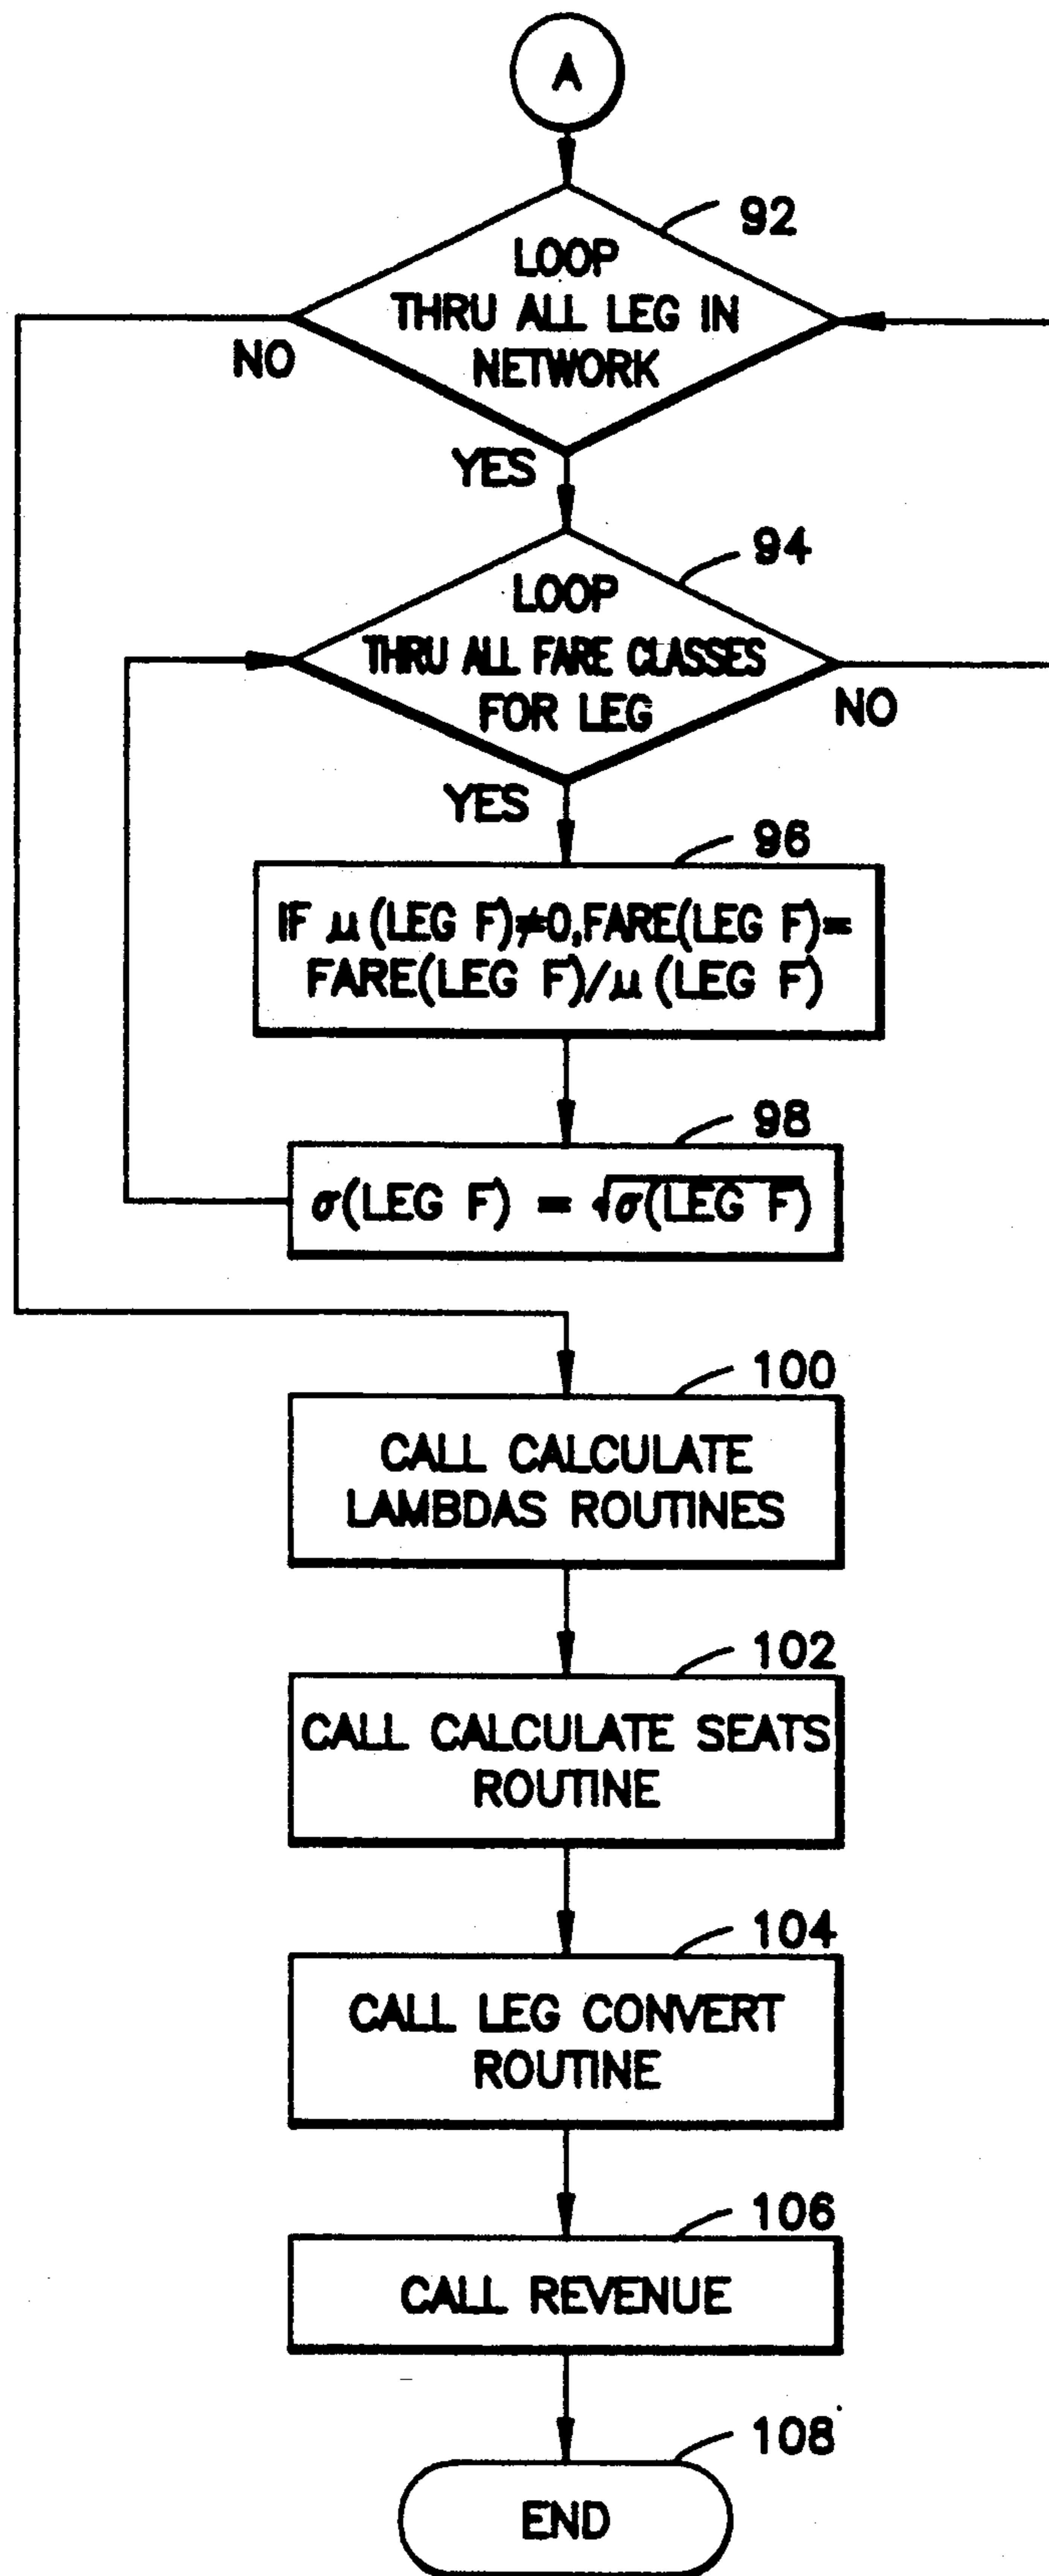 A
92
LOOP
THRU ALL LEG IN
NETWORK
NO
YES
94
LOOP
THRU ALL FARE CLASSES
FOR LEG
NO
YES
96
IF μ (LEG F)≠0,FARE(LEG F)=
FARE(LEG F)/μ (LEG F)
98
σ(LEG F) = √σ(LEG F)
100
CALL CALCULATE
LAMBDAS ROUTINES
102
CALL CALCULATE SEATS
ROUTINE
104
CALL LEG CONVERT
ROUTINE
106
CALL REVENUE
108
END